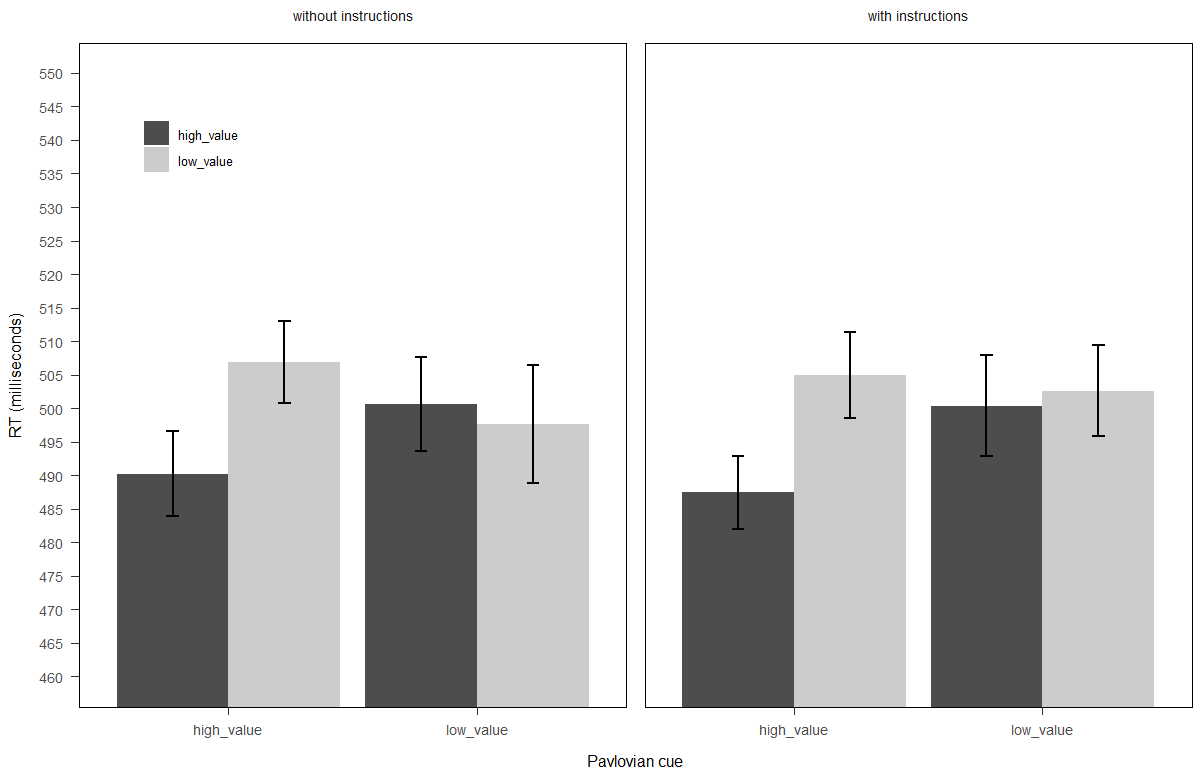 without instructions
with instructions
550
545
540
535
530
525
520
515
510
505
500
495
490
485
480
475
470
465
460
RT (milliseconds)
high_value
low_value
high_value
low_value
high_value
low_value
Pavlovian cue